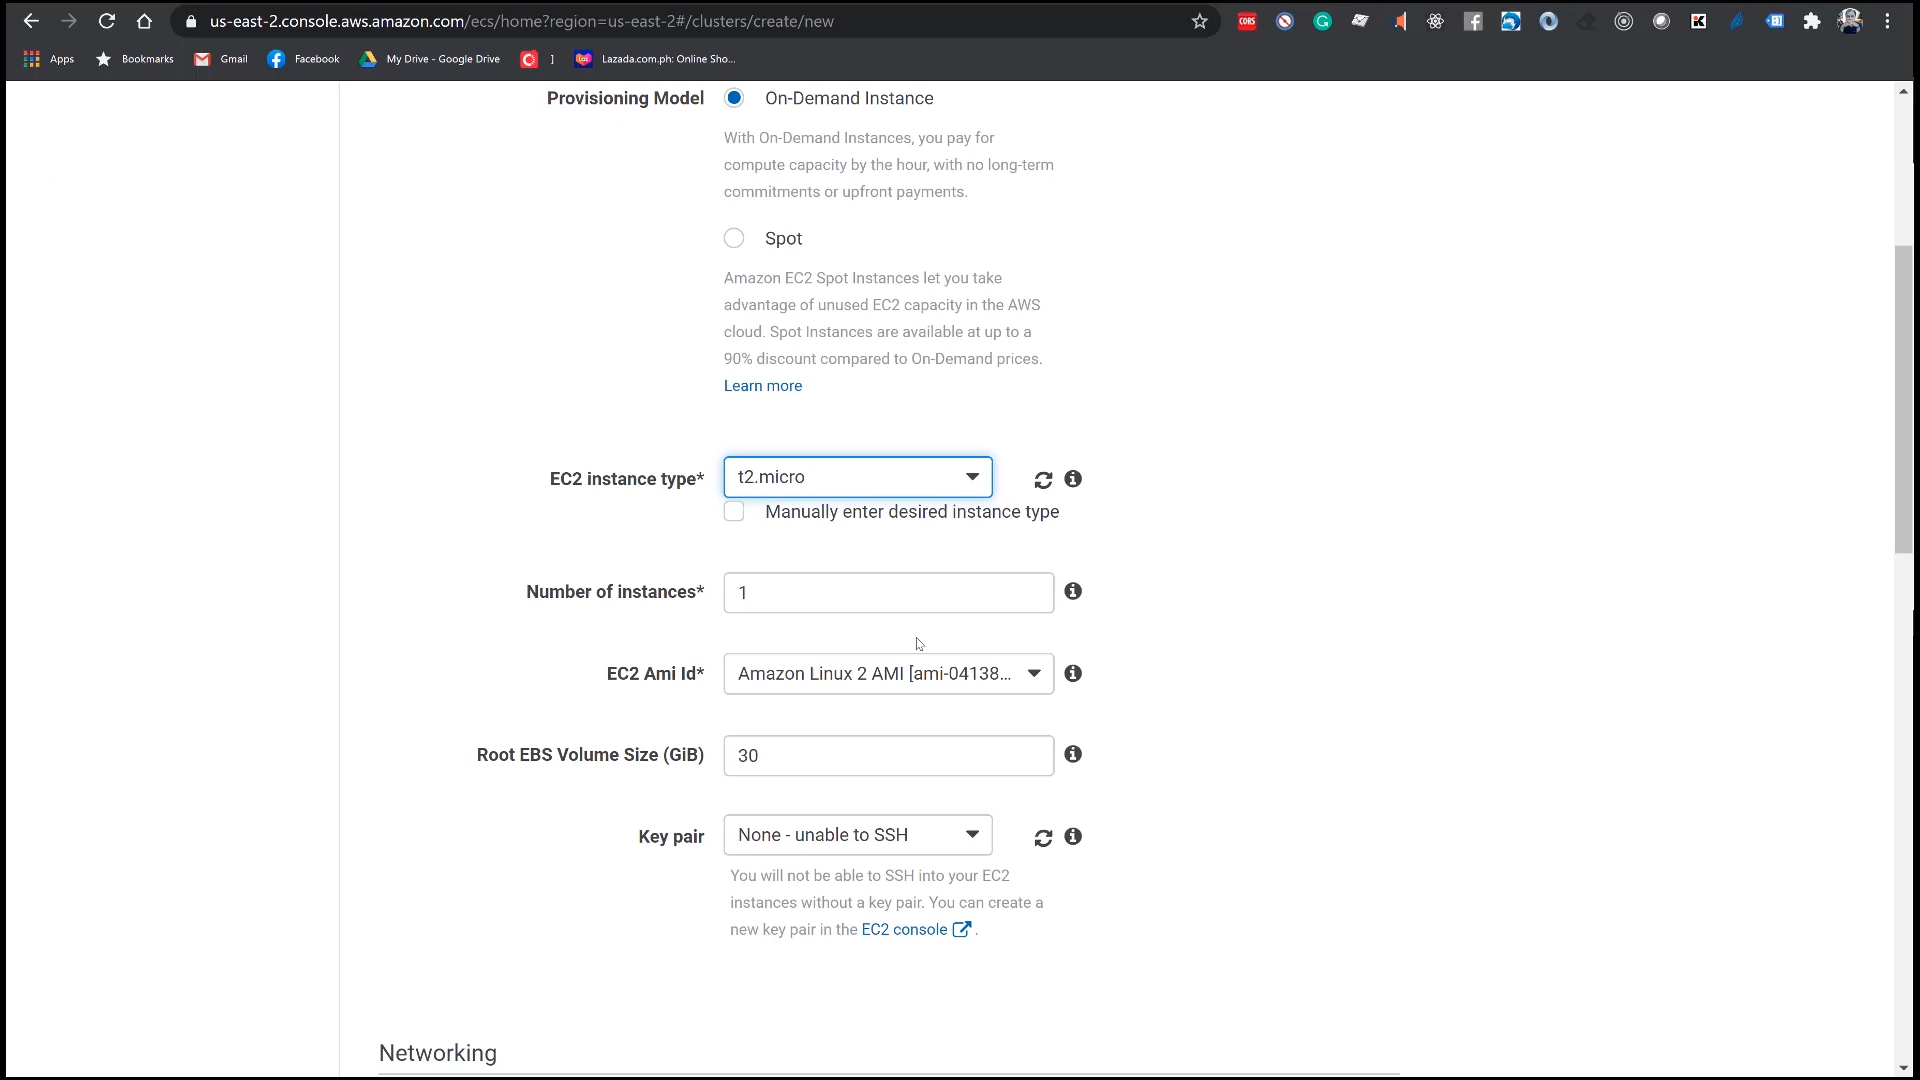 us-east-2.console.aws.amazon.com/ecs/home?region=us-east-2#/clusters/create/new
CORS
Apps
Bookmarks
Gmail
Facebook
My Drive - Google Drive
]
Lazada.com.ph: Online Sho...
Provisioning Model
On-Demand Instance
With On-Demand Instances, you pay for
compute capacity by the hour, with no long-term
commitments or upfront payments.
Spot
Amazon EC2 Spot Instances let you take
advantage of unused EC2 capacity in the AWS
cloud. Spot Instances are available at up to a
90% discount compared to On-Demand prices.
Learn more
EC2 instance type*
t2.micro
Manually enter desired instance type
Number of instances*
1
EC2 Ami Id*
Amazon Linux 2 AMI [ami-04138...
Root EBS Volume Size (GiB)
30
Key pair
None - unable to SSH
You will not be able to SSH into your EC2
instances without a key pair. You can create a
new key pair in the EC2 console .
Networking